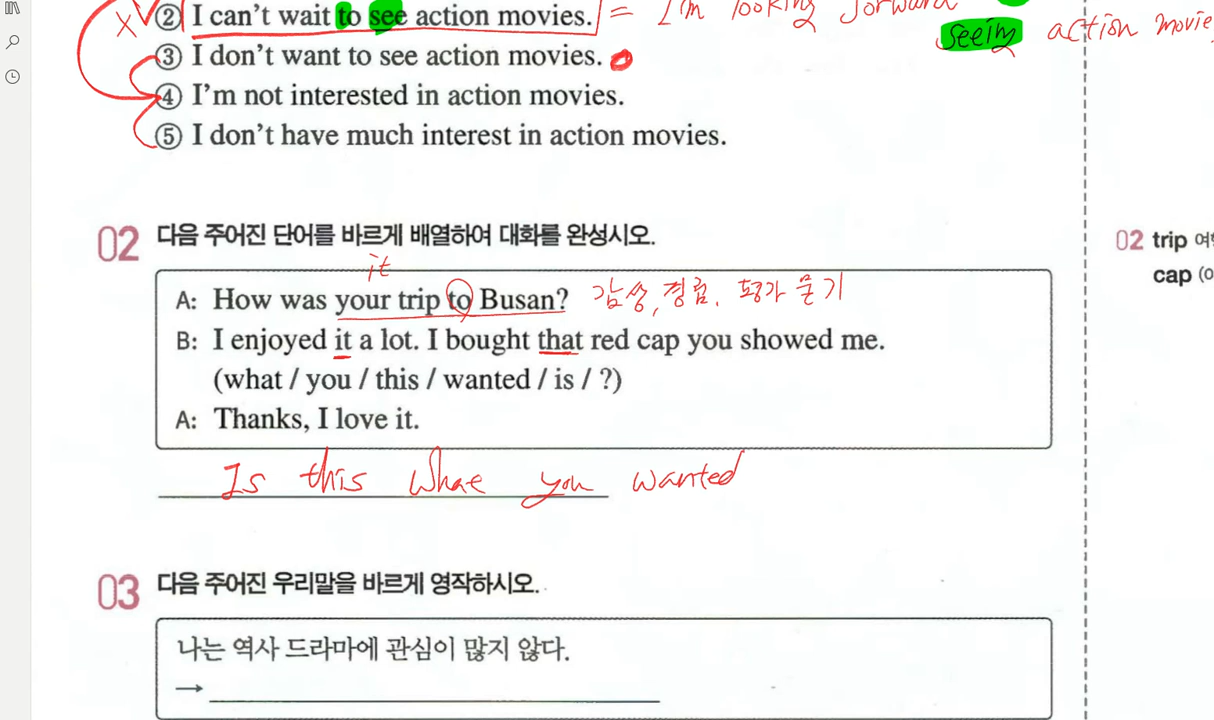 X ② I can't wait to see action movies. = I'm looking forward
seeing action movie
③ I don't want to see action movies.
④ I'm not interested in action movies.
⑤ I don't have much interest in action movies.
02 다음 주어진 단어를 바르게 배열하여 대화를 완성시오.
it
A: How was your trip to Busan? 감상, 경험, 평가 묻기
B: I enjoyed it a lot. I bought that red cap you showed me.
(what / you / this / wanted / is / ?)
A: Thanks, I love it.
Is this what you wanted
02 trip
cap
03 다음 주어진 우리말을 바르게 영작하시오.
나는 역사 드라마에 관심이 많지 않다.
→